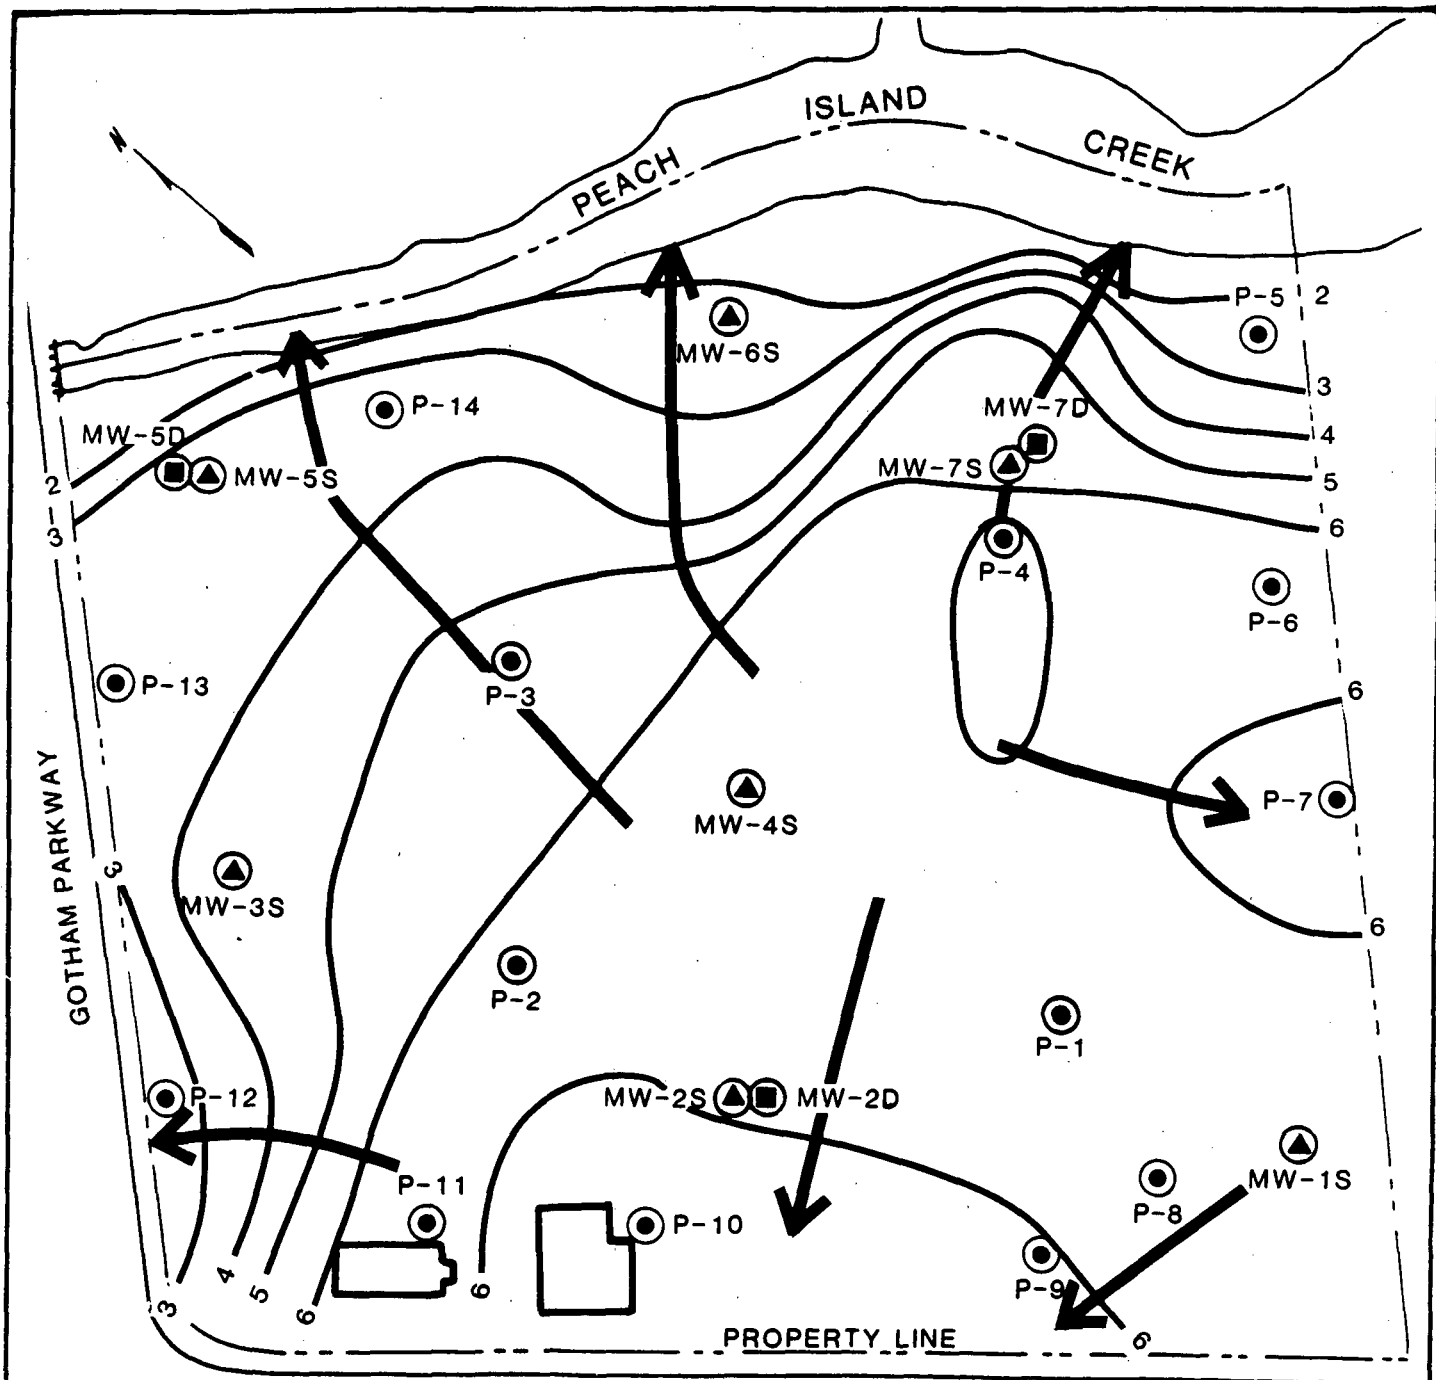 ISLAND
PEACH
CREEK
N
P-5
2
MW-6S
3
P-14
MW-7D
4
MW-5D
MW-7S
MW-5S
5
2
6
3
P-4
P-6
P-13
P-3
6
GOTHAM PARKWAY
P-7
MW-4S
3
MW-3S
6
P-2
P-1
P-12
MW-2S
MW-2D
MW-1S
P-11
P-8
P-10
P-9
4
5
6
6
3
PROPERTY LINE
6